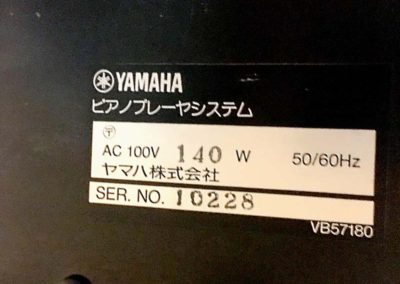 YAMAHA
ピアノプレーヤシステム
〒
AC 100V 140 W 50/60Hz
ヤマハ株式会社
SER. NO. 10228
VB57180